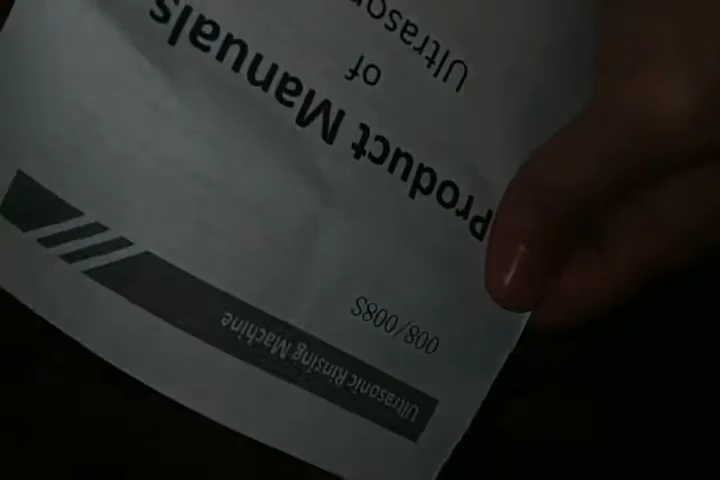 Ultrasonic Rinsing Machine
008/008S
Product Manuals
of